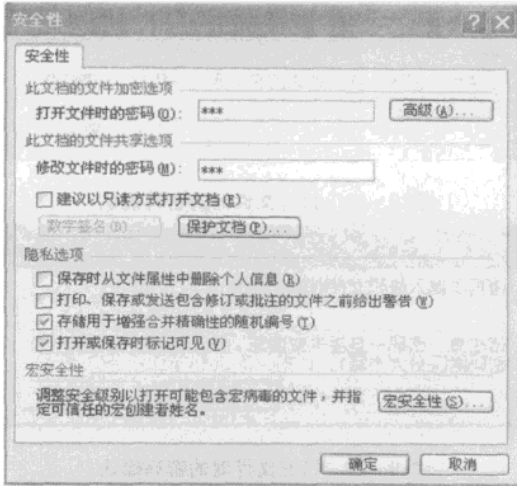 安全性
安全性
此文档的文件加密选项
打开文件时的密码(O): *** 高级(A)...
此文档的文件共享选项
修改文件时的密码(M): ***
建议以只读方式打开文档(E)
数字签名(D)... 保护文档(P)...
隐私选项
保存时从文件属性中删除个人信息(R)
打印、保存或发送包含修订或批注的文件之前给出警告(W)
存储用于增强合并精确性的随机编号(T)
打开或保存时标记可见(V)
宏安全性
调整安全级别以打开可能包含宏病毒的文件，并指
定可信任的宏创建者姓名。 宏安全性(S)...
确定 取消